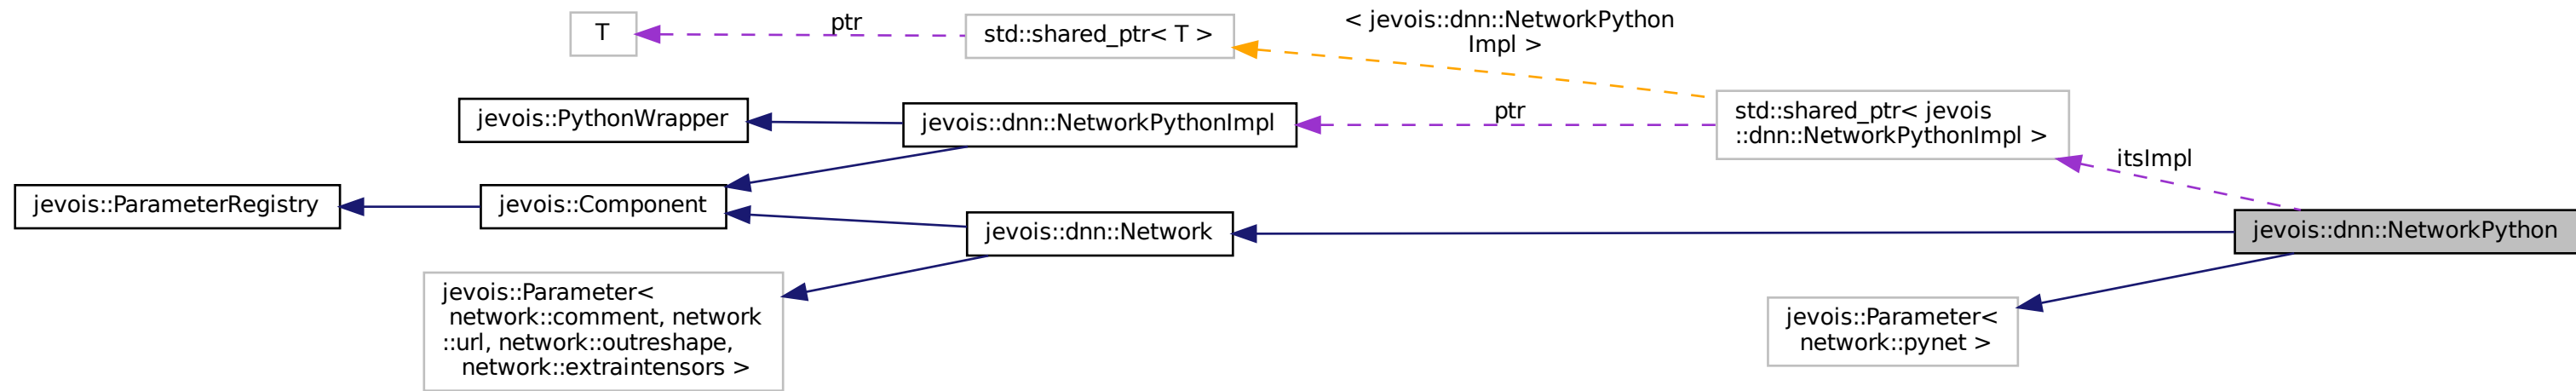 T
ptr
std::shared_ptr< T >
< jevois::dnn::NetworkPython
Impl >
jevois::PythonWrapper
jevois::dnn::NetworkPythonImpl
ptr
std::shared_ptr< jevois
::dnn::NetworkPythonImpl >
itsImpl
jevois::ParameterRegistry
jevois::Component
jevois::dnn::Network
jevois::dnn::NetworkPython
jevois::Parameter<
network::comment, network
::url, network::outreshape,
network::extraintensors >
jevois::Parameter<
network::pynet >